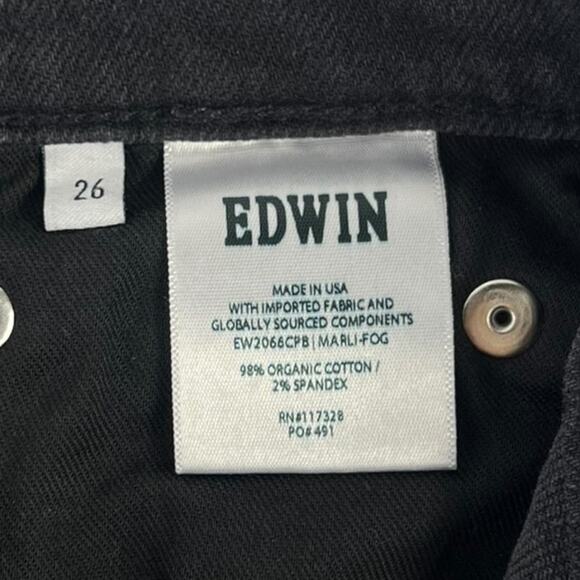 26
EDWIN
MADE IN USA
WITH IMPORTED FABRIC AND
GLOBALLY SOURCED COMPONENTS
EW2066CPB | MARLI-FOG
98% ORGANIC COTTON /
2% SPANDEX
RN#117328
PO# 491